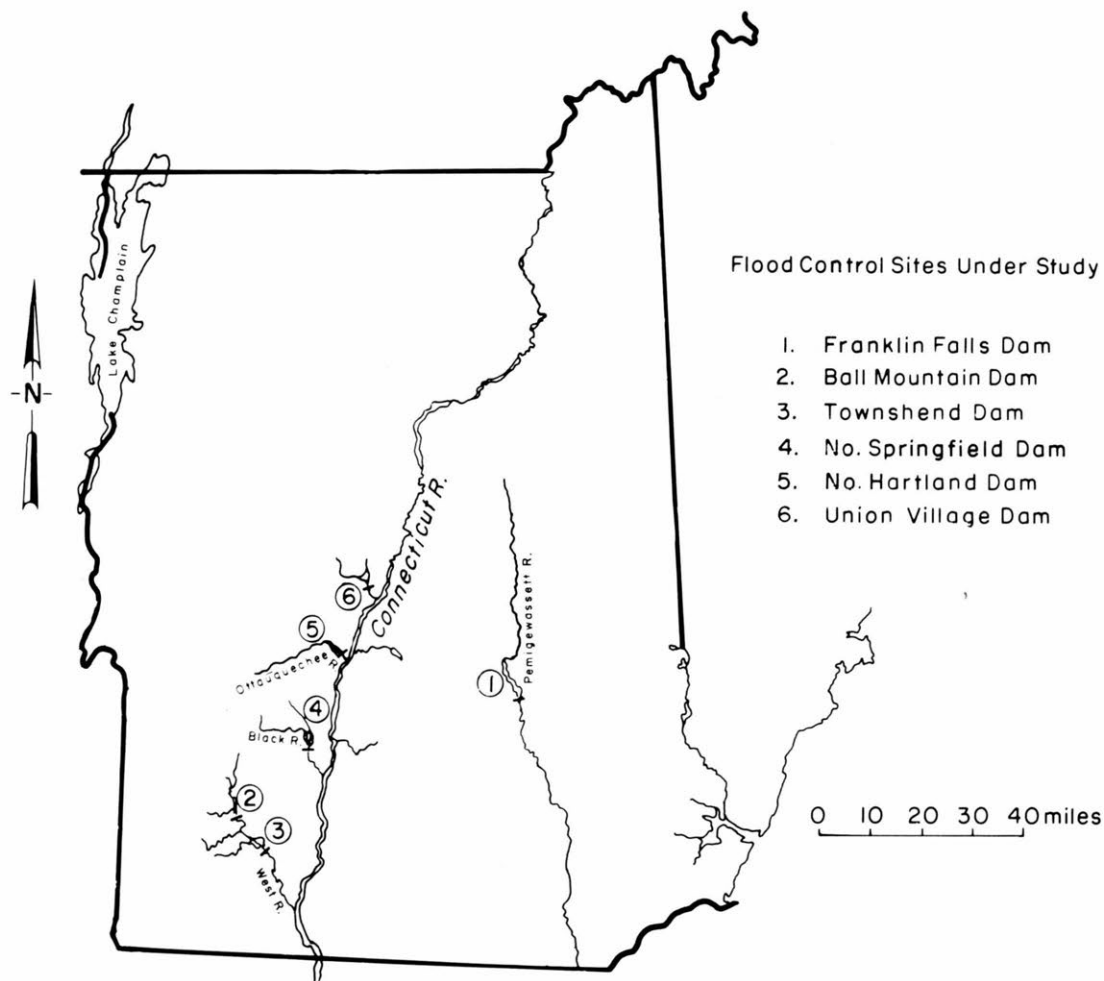 Flood Control Sites Under Study
1. Franklin Falls Dam
2. Ball Mountain Dam
3. Townshend Dam
4. No. Springfield Dam
5. No. Hartland Dam
6. Union Village Dam
Lake Champlain
-N-
Connecticut R.
Pemigewassett R.
6
5
Ottauquechee R.
1
4
Black R.
2
3
West R.
0 10 20 30 40 miles